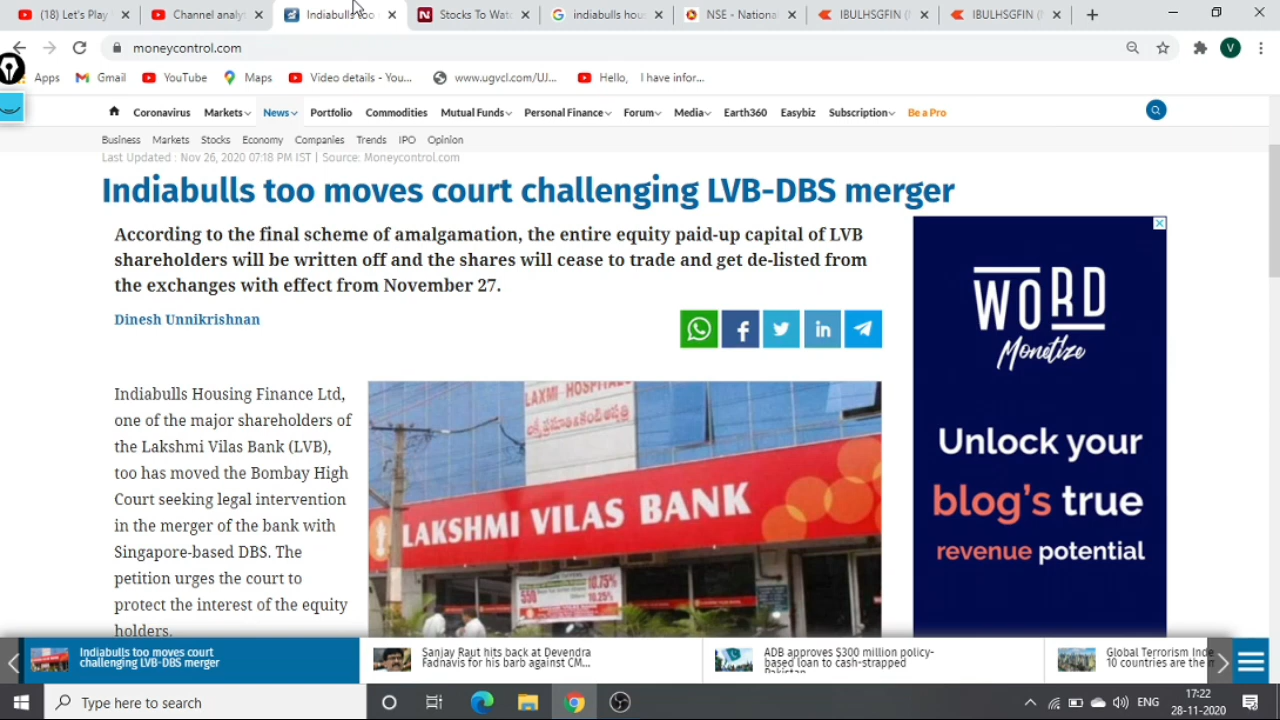 (18) Let's Play
Channel analy
Indiabulls too
Stocks To Wat
indiabulls hou
NSE - Nationa
IBULHSGFIN (
IBULHSGFIN (
moneycontrol.com
V
Apps
Gmail
YouTube
Maps
Video details - You...
www.ugvcl.com/UJ...
Hello, I have infor...
Coronavirus Markets News Portfolio Commodities Mutual Funds Personal Finance Forum Media Earth360 Easybiz Subscription Be a Pro
Business Markets Stocks Economy Companies Trends IPO Opinion
Last Updated : Nov 26, 2020 07:18 PM IST | Source: Moneycontrol.com
Indiabulls too moves court challenging LVB-DBS merger
According to the final scheme of amalgamation, the entire equity paid-up capital of LVB
shareholders will be written off and the shares will cease to trade and get de-listed from
the exchanges with effect from November 27.
Dinesh Unnikrishnan
Indiabulls Housing Finance Ltd,
one of the major shareholders of
the Lakshmi Vilas Bank (LVB),
too has moved the Bombay High
Court seeking legal intervention
in the merger of the bank with
Singapore-based DBS. The
petition urges the court to
protect the interest of the equity
holders.
LAXMI HOSPITALS
LAKSHMI VILAS BANK
550
10.75%
10.25%
WORD
Monetize
Unlock your
blog's true
revenue potential
Indiabulls too moves court
challenging LVB-DBS merger
Sanjay Raut hits back at Devendra
Fadnavis for his barb against CM...
ADB approves $300 million policy-
based loan to cash-strapped
Pakistan
Global Terrorism Inde
10 countries are the
Type here to search
ENG
17:22
28-11-2020